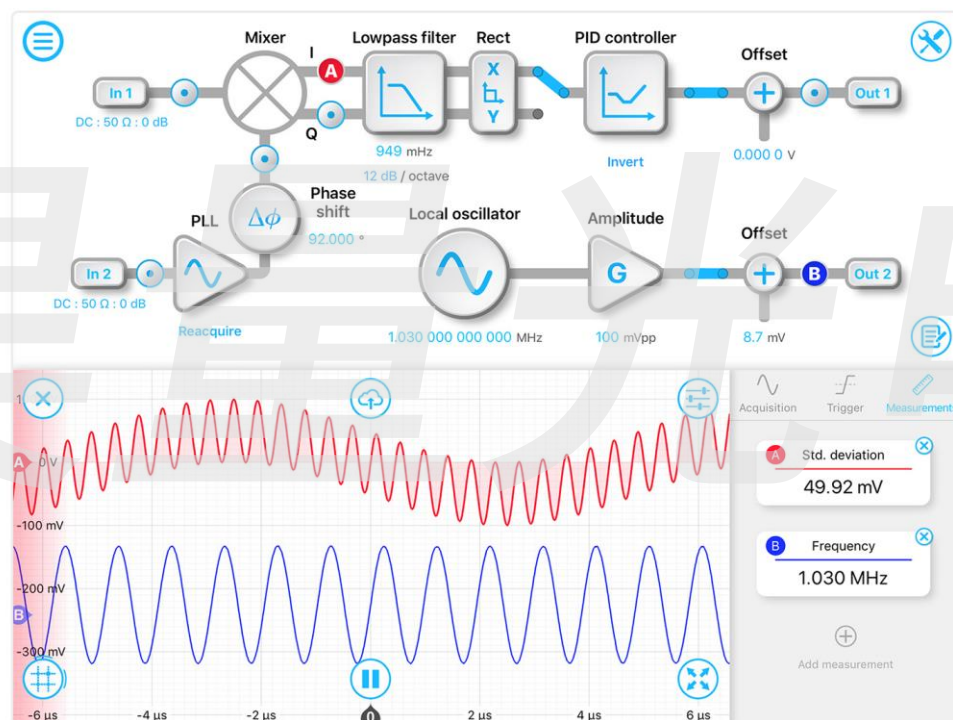 Mixer
Lowpass filter
Rect
PID controller
Offset
I
A
X
Y
In 1
Out 1
DC : 50 Ω : 0 dB
Q
949 mHz
12 dB / octave
Invert
0.000 0 V
PLL
Δϕ
Phase shift
92.000 °
Local oscillator
Amplitude
Offset
In 2
G
B
Out 2
DC : 50 Ω : 0 dB
Reacquire
1.030 000 000 000 MHz
100 mVpp
8.7 mV
Acquisition
Trigger
Measurements
A
0 V
-100 mV
-200 mV
B
-300 mV
-6 µs
-4 µs
-2 µs
0
2 µs
4 µs
6 µs
A
Std. deviation
49.92 mV
B
Frequency
1.030 MHz
Add measurement